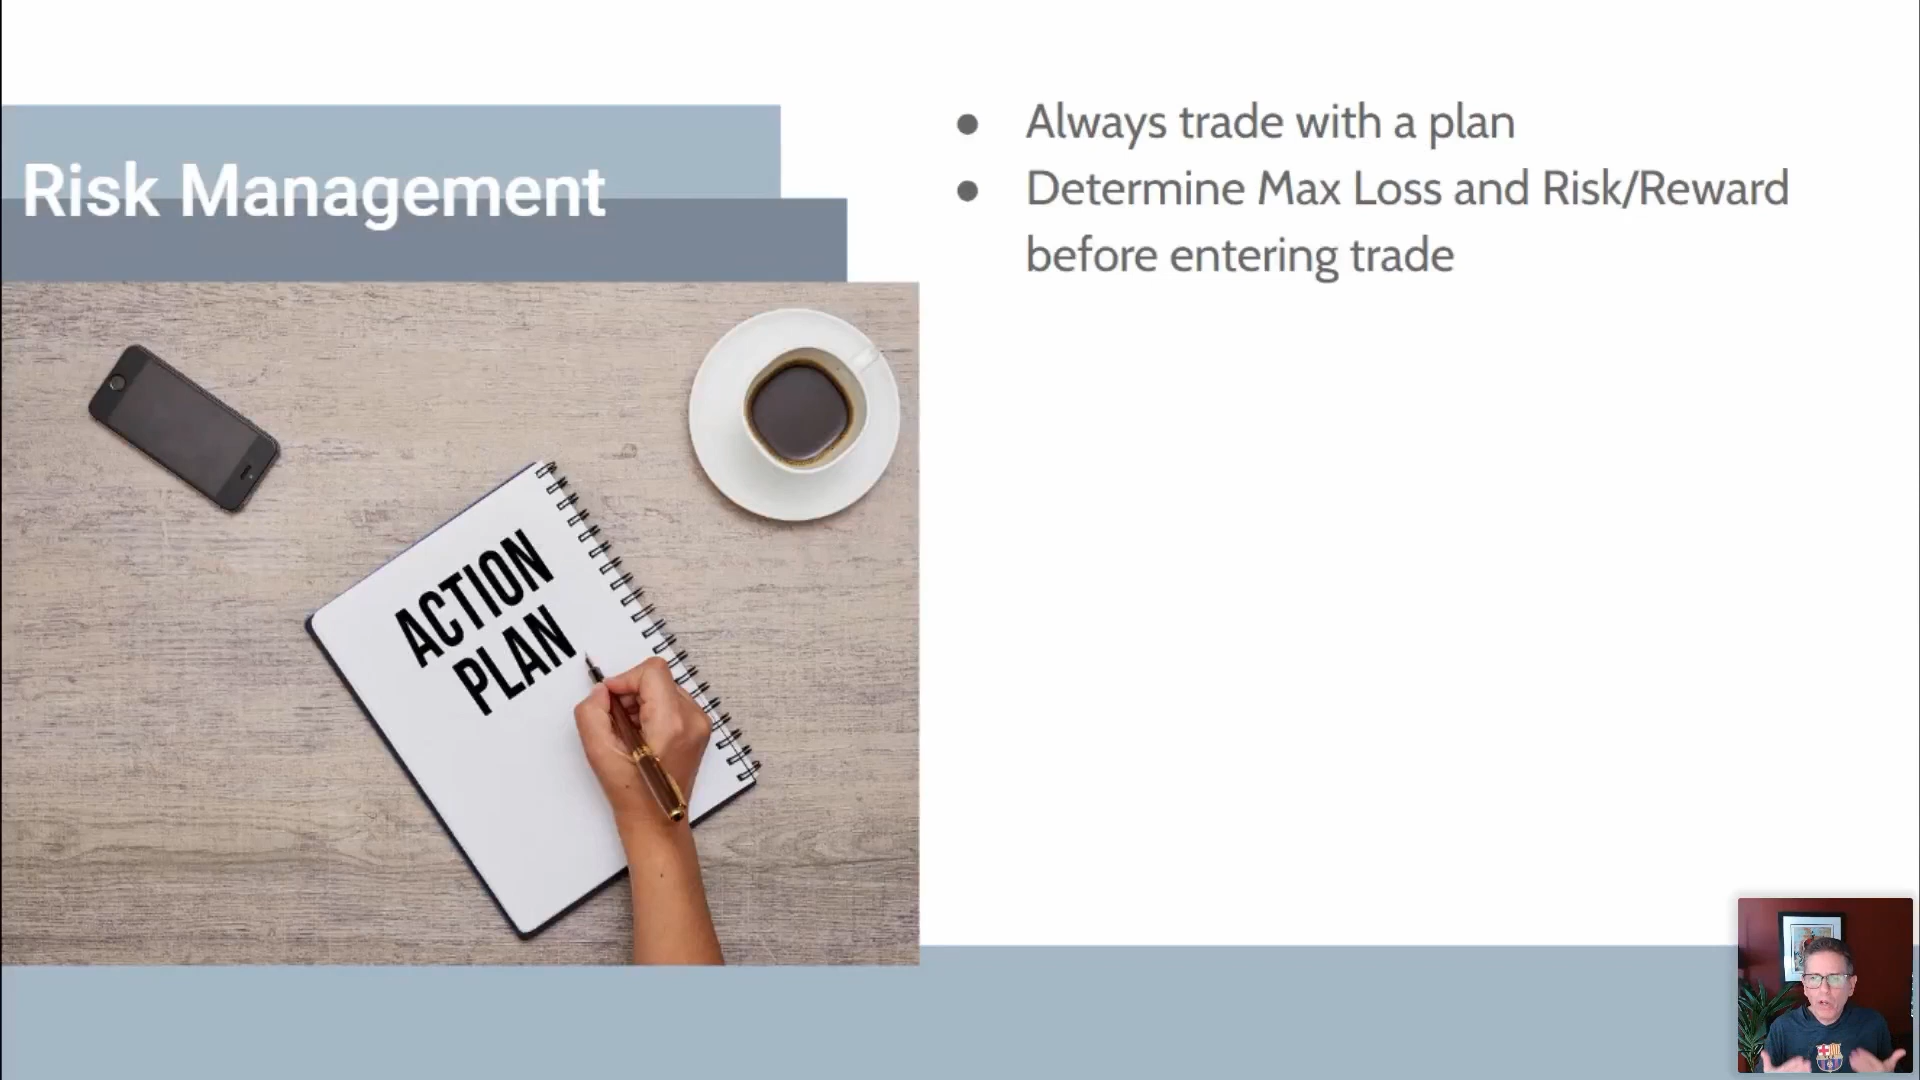 Risk Management
● Always trade with a plan
● Determine Max Loss and Risk/Reward
before entering trade
ACTION
PLAN